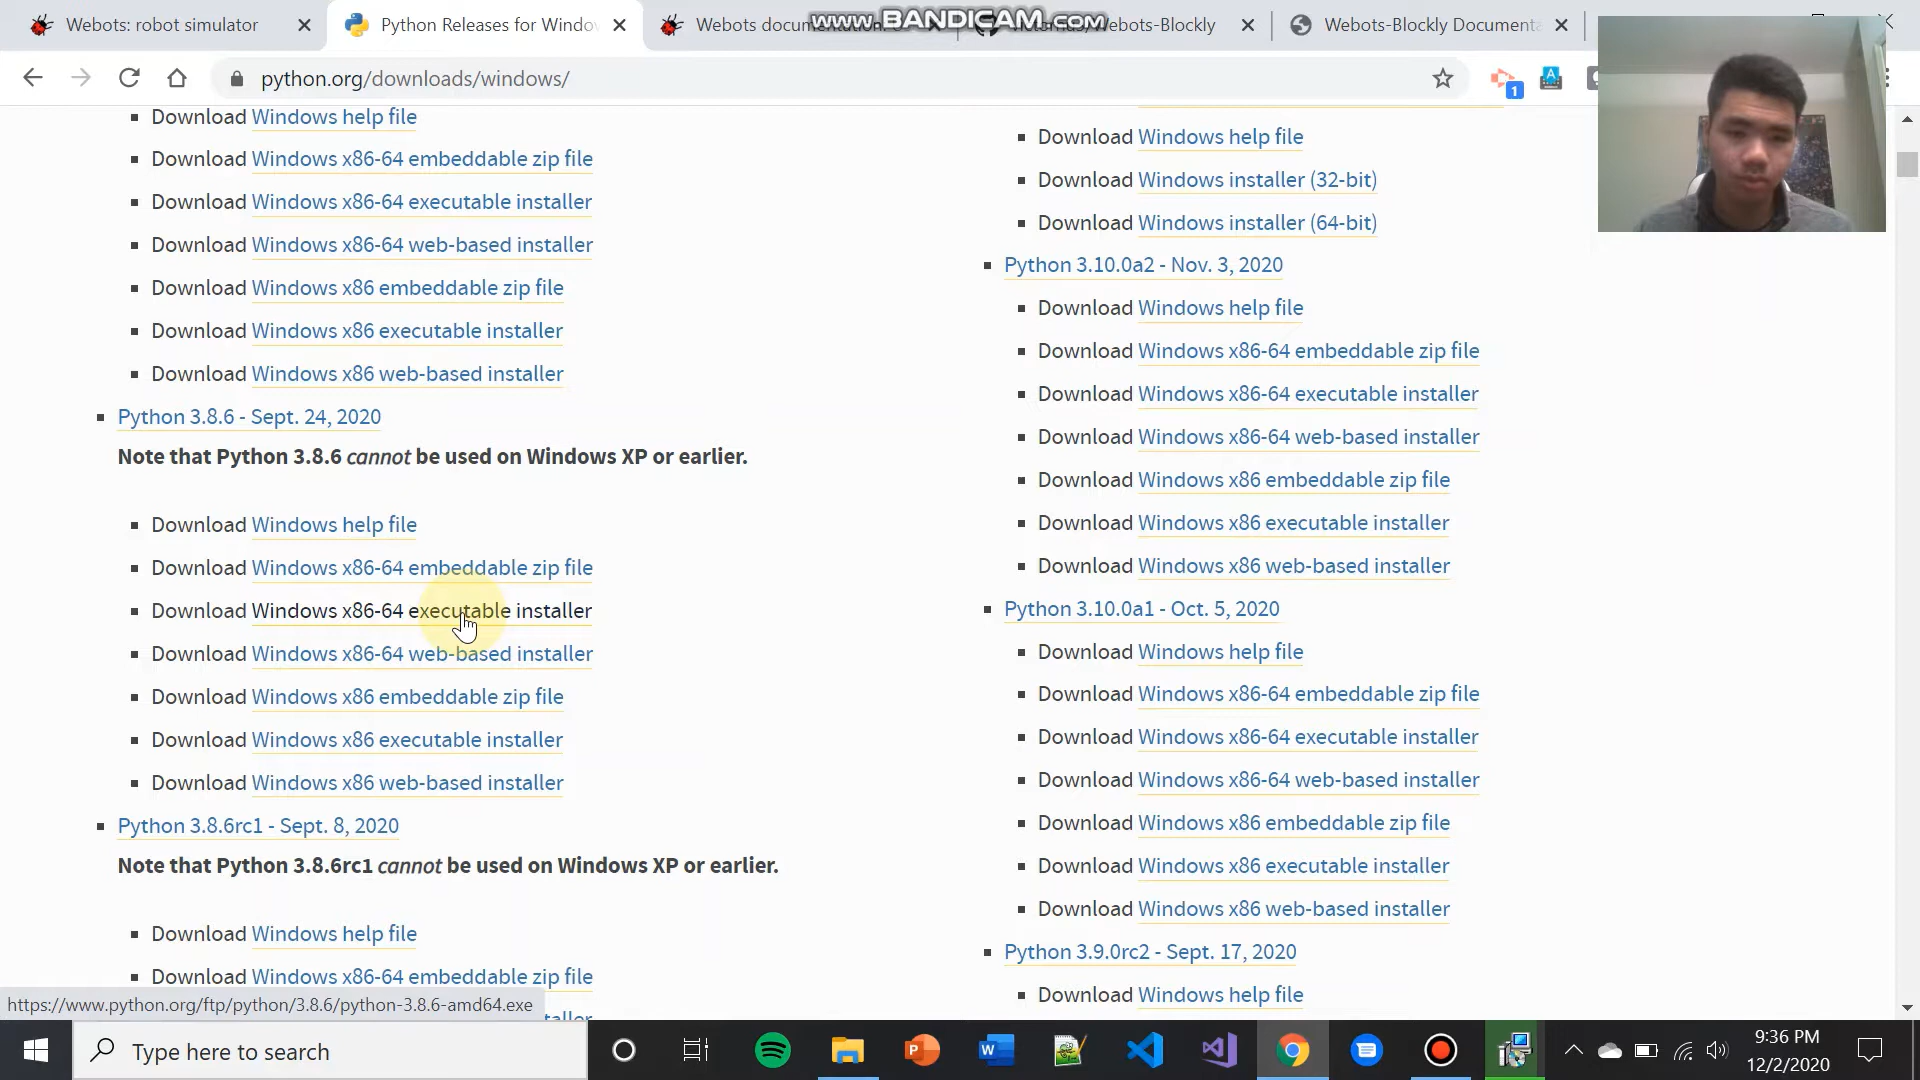 Webots: robot simulator
Python Releases for Windo
Webots documentation:
Victornus/Webots-Blockly
Webots-Blockly Documenta
WWW.BANDICAM.COM
python.org/downloads/windows/
1
Download Windows help file
Download Windows x86-64 embeddable zip file
Download Windows x86-64 executable installer
Download Windows x86-64 web-based installer
Download Windows x86 embeddable zip file
Download Windows x86 executable installer
Download Windows x86 web-based installer
Python 3.8.6 - Sept. 24, 2020
Note that Python 3.8.6 cannot be used on Windows XP or earlier.
Download Windows help file
Download Windows x86-64 embeddable zip file
Download Windows x86-64 executable installer
Download Windows x86-64 web-based installer
Download Windows x86 embeddable zip file
Download Windows x86 executable installer
Download Windows x86 web-based installer
Python 3.8.6rc1 - Sept. 8, 2020
Note that Python 3.8.6rc1 cannot be used on Windows XP or earlier.
Download Windows help file
Download Windows x86-64 embeddable zip file
Download Windows help file
Download Windows installer (32-bit)
Download Windows installer (64-bit)
Python 3.10.0a2 - Nov. 3, 2020
Download Windows help file
Download Windows x86-64 embeddable zip file
Download Windows x86-64 executable installer
Download Windows x86-64 web-based installer
Download Windows x86 embeddable zip file
Download Windows x86 executable installer
Download Windows x86 web-based installer
Python 3.10.0a1 - Oct. 5, 2020
Download Windows help file
Download Windows x86-64 embeddable zip file
Download Windows x86-64 executable installer
Download Windows x86-64 web-based installer
Download Windows x86 embeddable zip file
Download Windows x86 executable installer
Download Windows x86 web-based installer
Python 3.9.0rc2 - Sept. 17, 2020
Download Windows help file
https://www.python.org/ftp/python/3.8.6/python-3.8.6-amd64.exe
Type here to search
9:36 PM
12/2/2020